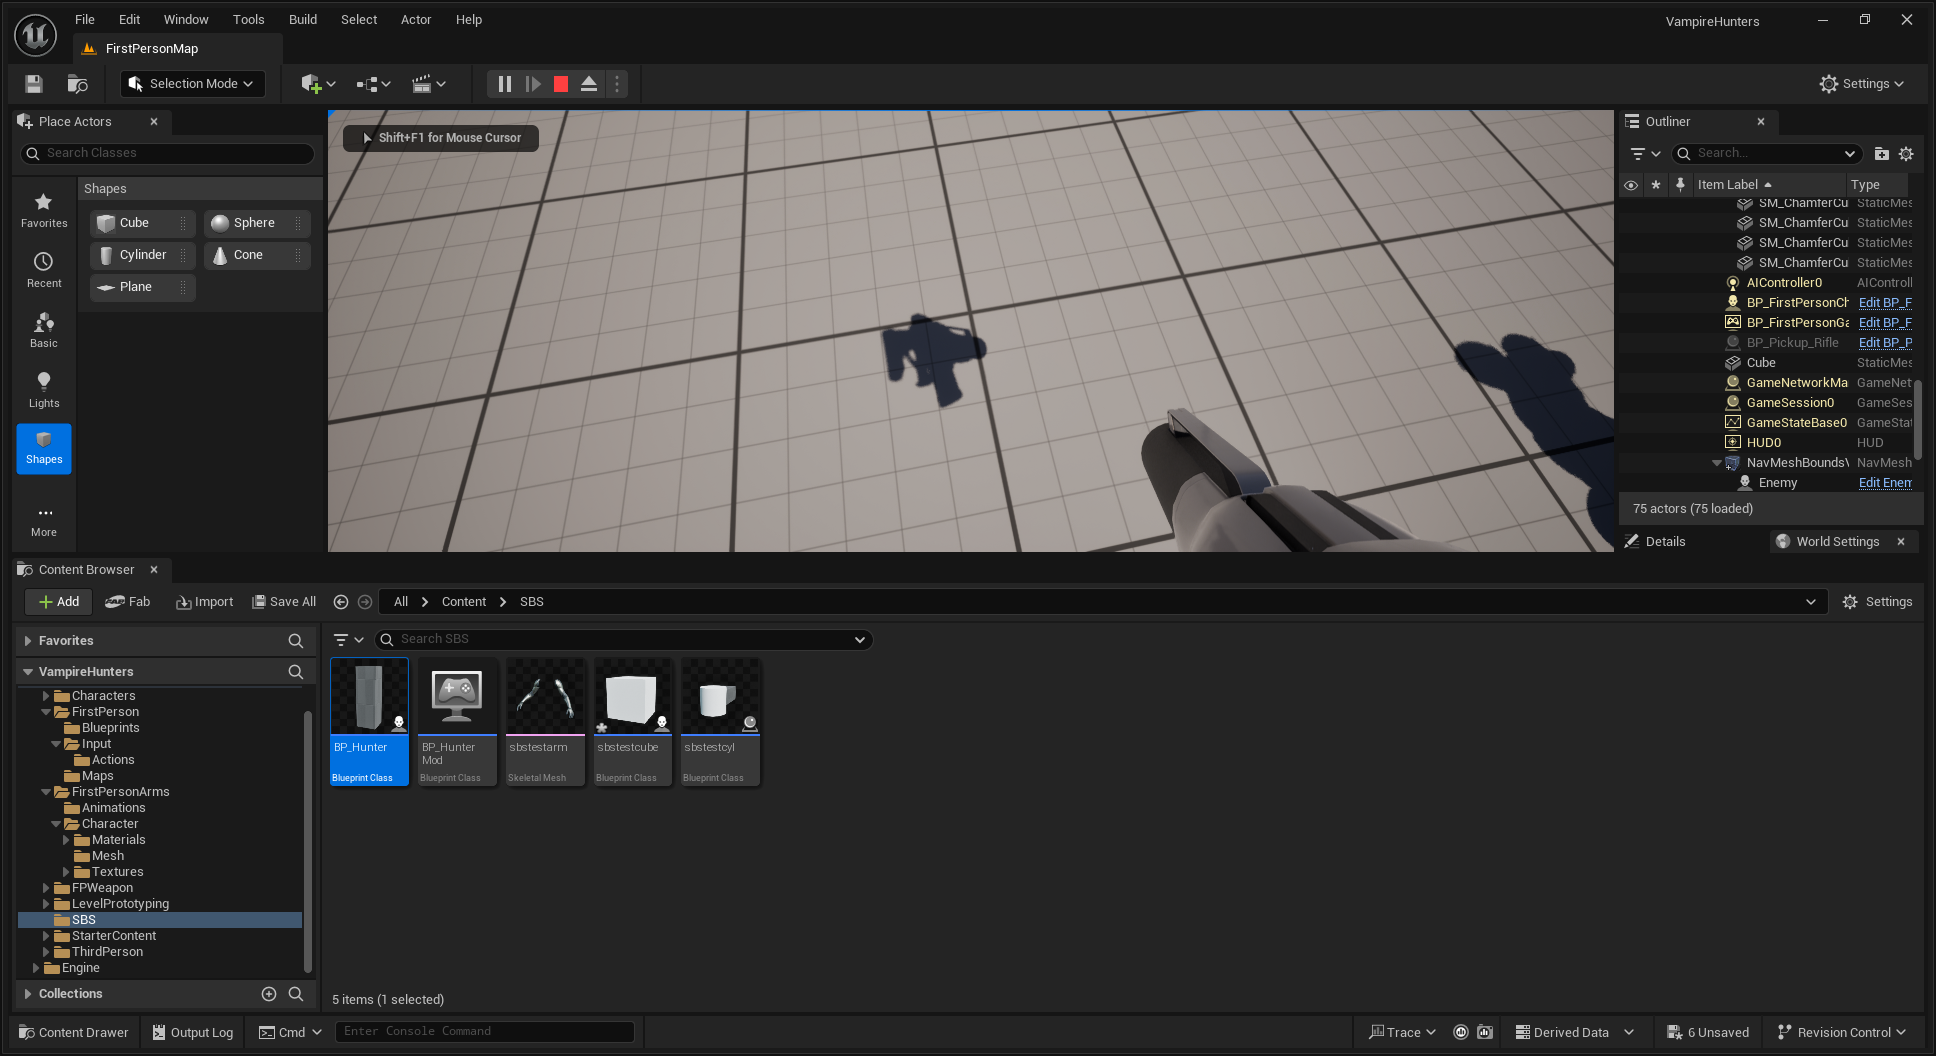 File Edit Window Tools Build Select Actor Help
VampireHunters
FirstPersonMap
Selection Mode
Settings
Place Actors
Search Classes
Favorites
Recent
Basic
Lights
Shapes
More
Shapes
Cube Sphere
Cylinder Cone
Plane
Shift+F1 for Mouse Cursor
Outliner
Search...
Item Label Type
SM_ChamferCu StaticMes
SM_ChamferCu StaticMes
SM_ChamferCu StaticMes
SM_ChamferCu StaticMes
AIController0 AIControll
BP_FirstPersonCh Edit BP_F
BP_FirstPersonGa Edit BP_F
BP_Pickup_Rifle Edit BP_P
Cube StaticMes
GameNetworkMa GameNet
GameSession0 GameSes
GameStateBase0 GameStat
HUD0 HUD
NavMeshBoundsV NavMesh
Enemy Edit Enem
75 actors (75 loaded)
Details World Settings
Content Browser
Add Fab Import Save All All Content SBS Settings
Favorites
VampireHunters
Characters
FirstPerson
Blueprints
Input
Actions
Maps
FirstPersonArms
Animations
Character
Materials
Mesh
Textures
FPWeapon
LevelPrototyping
SBS
StarterContent
ThirdPerson
Engine
Collections
Search SBS
BP_Hunter
Blueprint Class
BP_Hunter
Mod
Blueprint Class
sbstestarm
Skeletal Mesh
sbstestcube
Blueprint Class
sbstestcyl
Blueprint Class
5 items (1 selected)
Content Drawer Output Log Cmd Enter Console Command Trace Derived Data 6 Unsaved Revision Control